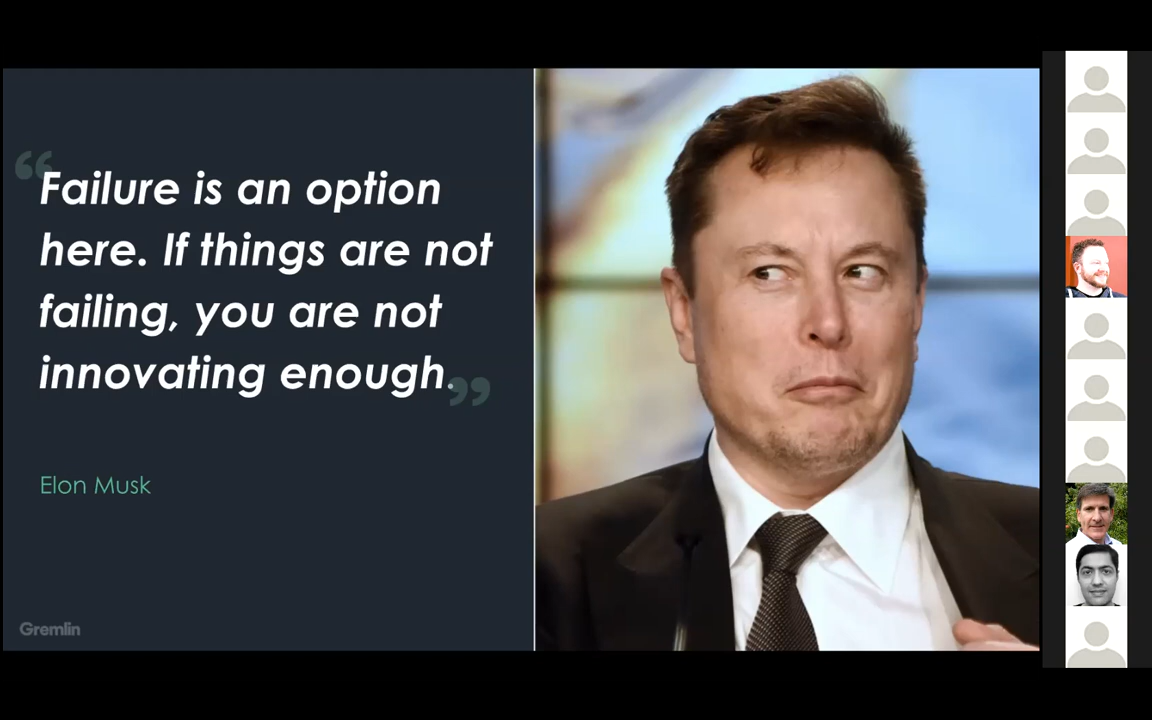 “Failure is an option
here. If things are not
failing, you are not
innovating enough.”
Elon Musk
Gremlin